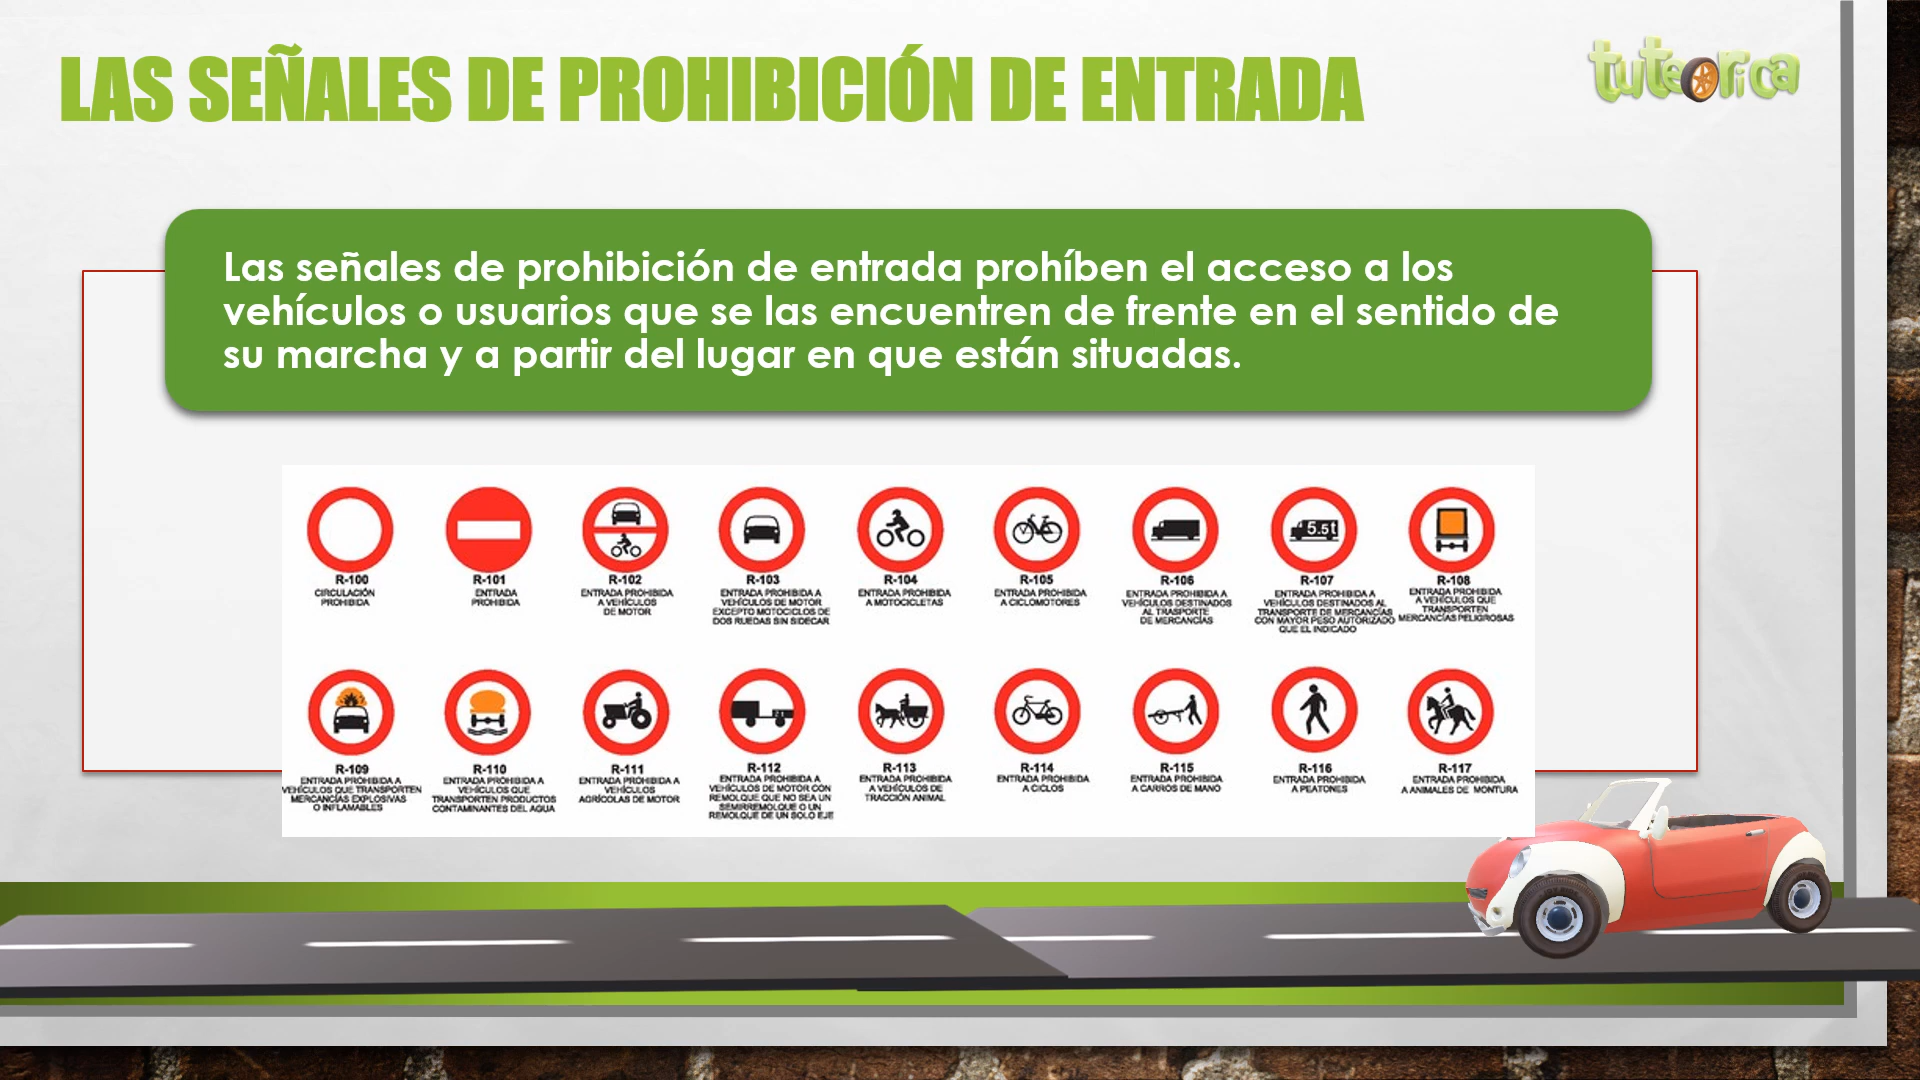 LAS SEÑALES DE PROHIBICIÓN DE ENTRADA
tuteorica
Las señales de prohibición de entrada prohíben el acceso a los
vehículos o usuarios que se las encuentren de frente en el sentido de
su marcha y a partir del lugar en que están situadas.
5.5t
R-100
CIRCULACIÓN
PROHIBIDA
R-101
ENTRADA
PROHIBIDA
R-102
ENTRADA PROHIBIDA
A VEHÍCULOS
DE MOTOR
R-103
ENTRADA PROHIBIDA A
VEHÍCULOS DE MOTOR
EXCEPTO MOTOCICLOS DE
DOS RUEDAS SIN SIDECAR
R-104
ENTRADA PROHIBIDA
A MOTOCICLETAS
R-105
ENTRADA PROHIBIDA
A CICLOMOTORES
R-106
ENTRADA PROHIBIDA A
VEHÍCULOS DESTINADOS
AL TRASPORTE
DE MERCANCÍAS
R-107
ENTRADA PROHIBIDA A
VEHÍCULOS DESTINADOS AL
TRANSPORTE DE MERCANCÍAS
CON MAYOR PESO AUTORIZADO
QUE EL INDICADO
R-108
ENTRADA PROHIBIDA
A VEHÍCULOS QUE
TRANSPORTEN
MERCANCÍAS PELIGROSAS
R-109
ENTRADA PROHIBIDA A
VEHÍCULOS QUE TRANSPORTEN
MERCANCÍAS EXPLOSIVAS
O INFLAMABLES
R-110
ENTRADA PROHIBIDA A
VEHÍCULOS QUE
TRANSPORTEN PRODUCTOS
CONTAMINANTES DEL AGUA
R-111
ENTRADA PROHIBIDA A
VEHÍCULOS
AGRÍCOLAS DE MOTOR
R-112
ENTRADA PROHIBIDA A
VEHÍCULOS DE MOTOR CON
REMOLQUE QUE NO SEA UN
SEMIRREMOLQUE O UN
REMOLQUE DE UN SOLO EJE
R-113
ENTRADA PROHIBIDA
A VEHÍCULOS DE
TRACCIÓN ANIMAL
R-114
ENTRADA PROHIBIDA
A CICLOS
R-115
ENTRADA PROHIBIDA
A CARROS DE MANO
R-116
ENTRADA PROHIBIDA
A PEATONES
R-117
ENTRADA PROHIBIDA
A ANIMALES DE MONTURA